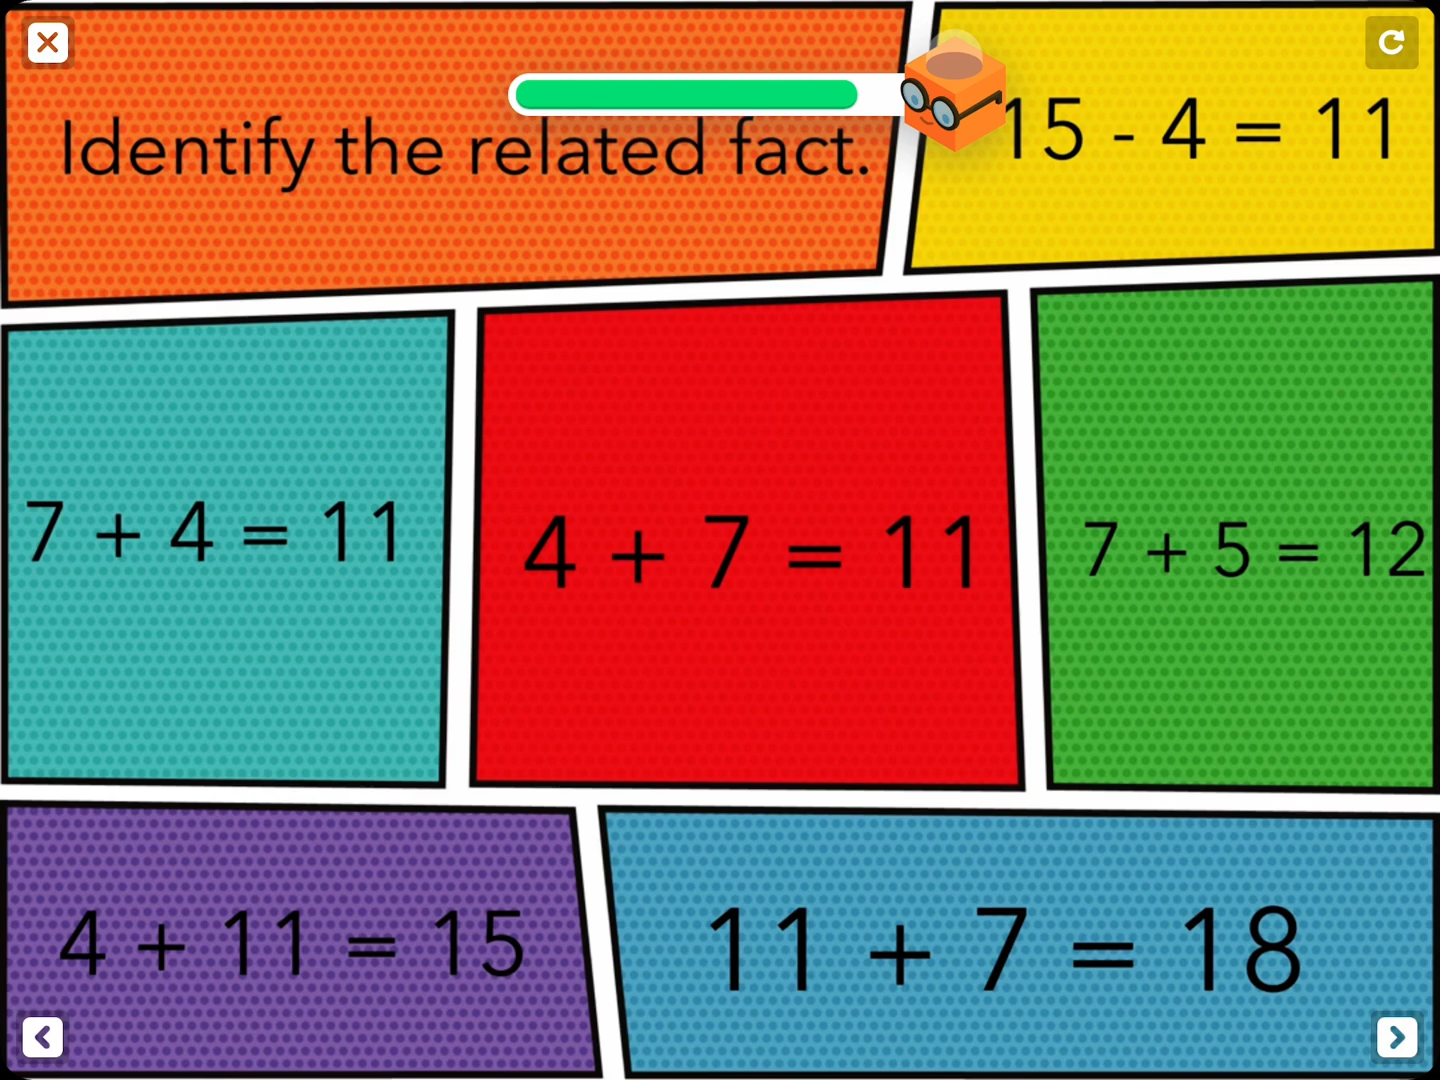 Identify the related fact.
15 - 4 = 11
7 + 4 = 11
4 + 7 = 11
7 + 5 = 12
4 + 11 = 15
11 + 7 = 18